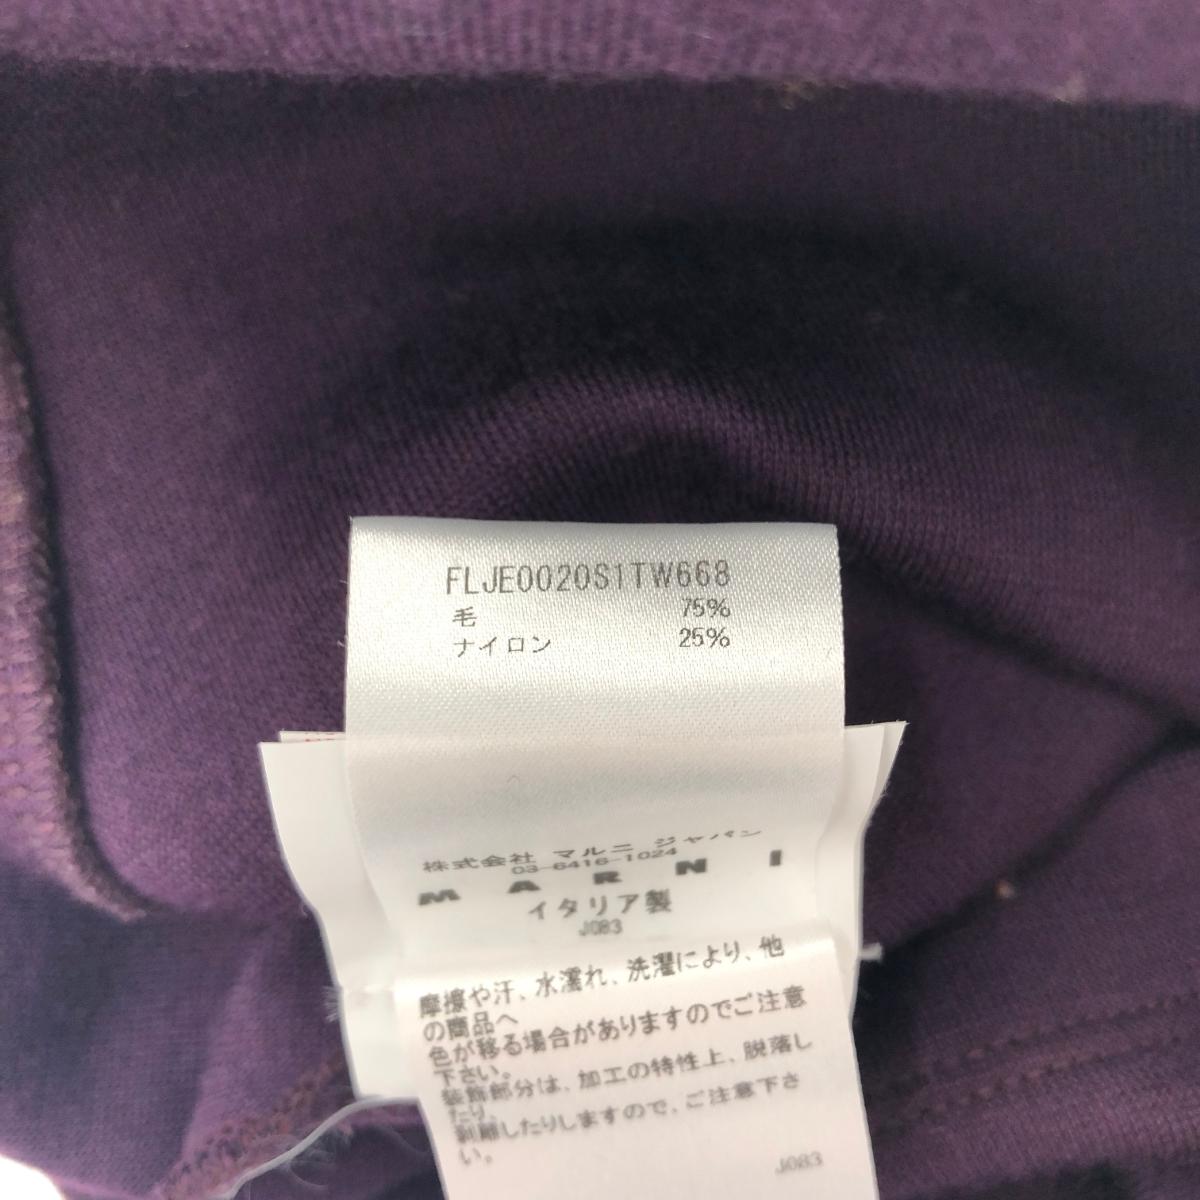 FLJE0020S1TW668
毛 75%
ナイロン 25%
株式会社 マルニ ジャパン
03-6416-1024
MARNI
イタリア製
J083
摩擦や汗、水濡れ、洗濯により、他
の商品へ
色が移る場合がありますのでご注意
下さい。
装飾部分は、加工の特性上、脱落し
たり、
剥離したりしますので、ご注意下さ
い。
J083